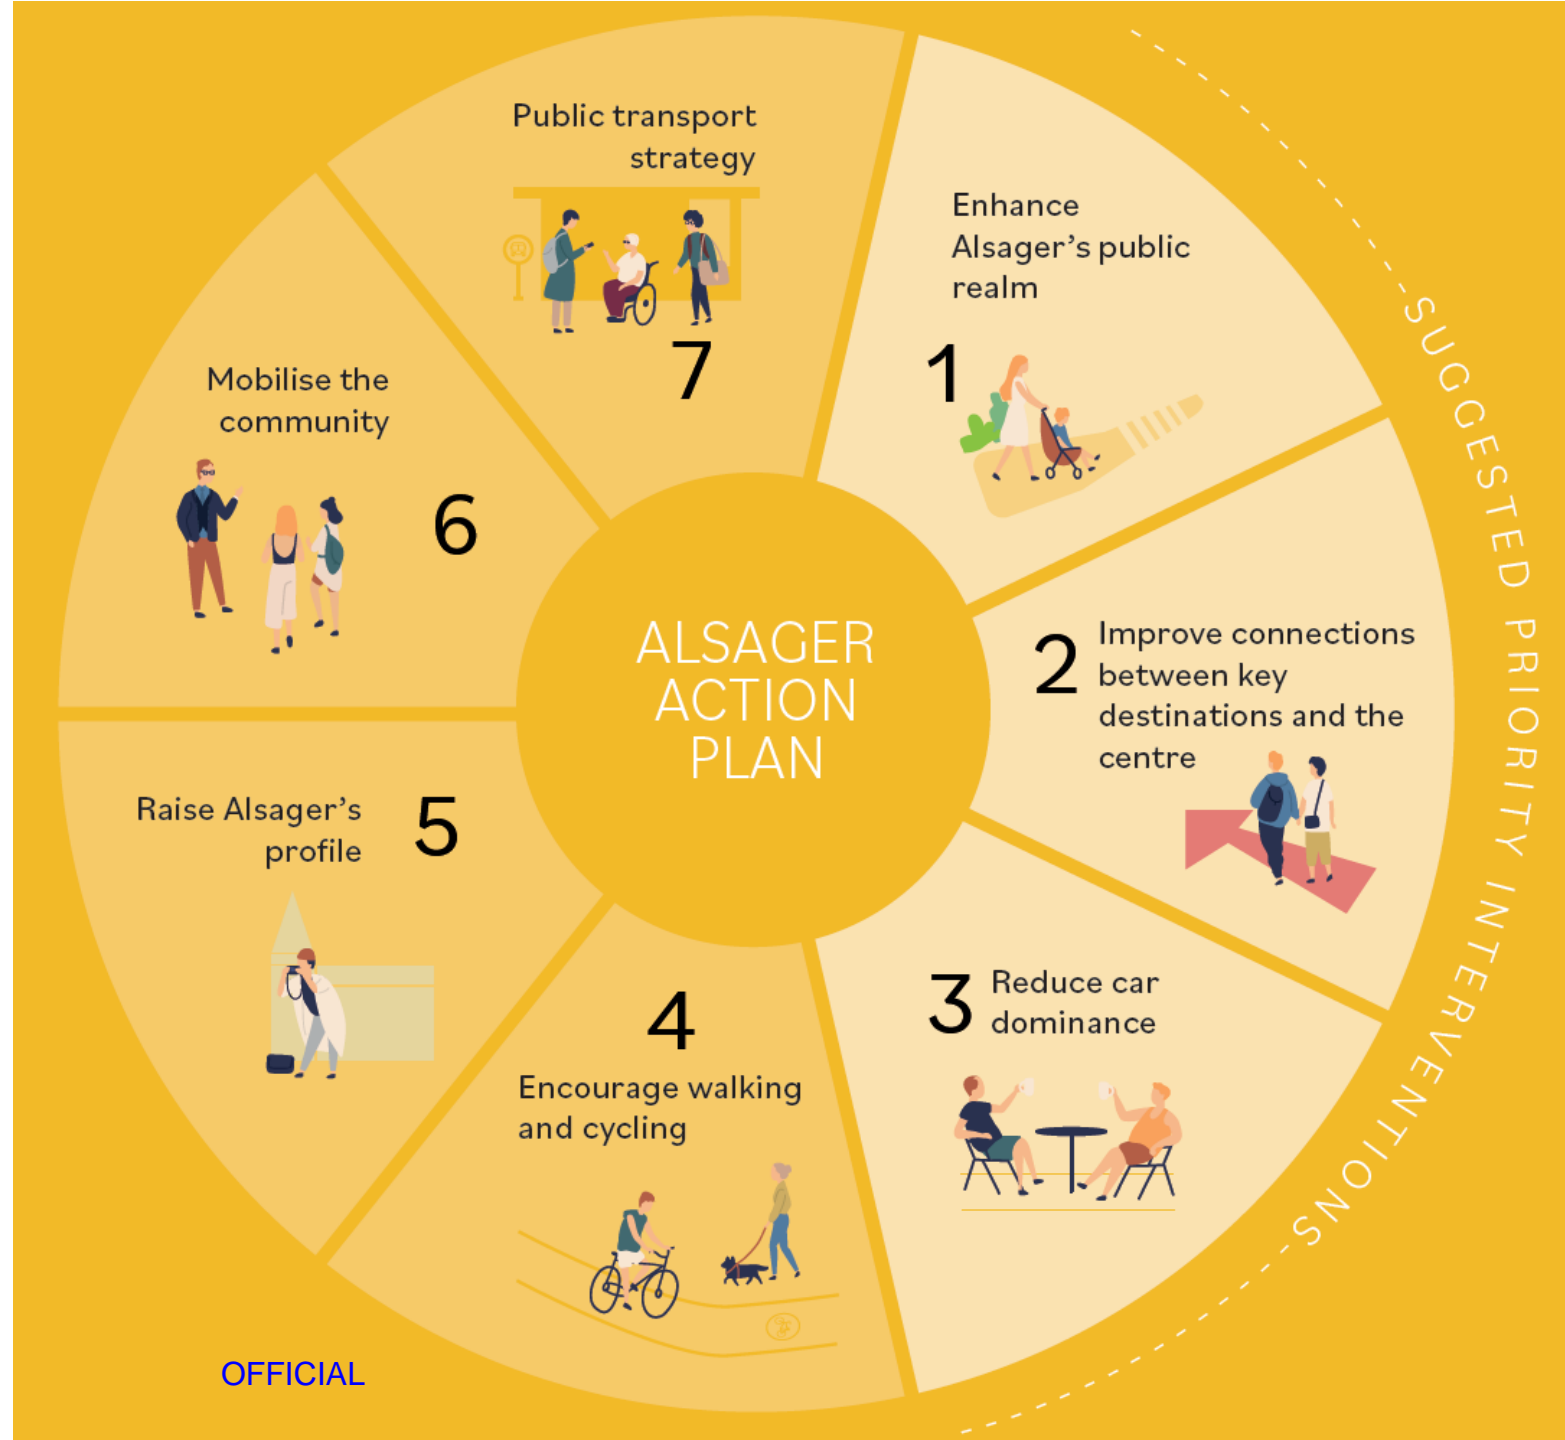 ALSAGER
ACTION
PLAN
1
Enhance
Alsager’s public
realm
2
Improve connections
between key
destinations and the
centre
3
Reduce car
dominance
4
Encourage walking
and cycling
5
Raise Alsager’s
profile
6
Mobilise the
community
7
Public transport
strategy
SUGGESTED PRIORITY INTERVENTIONS
OFFICIAL